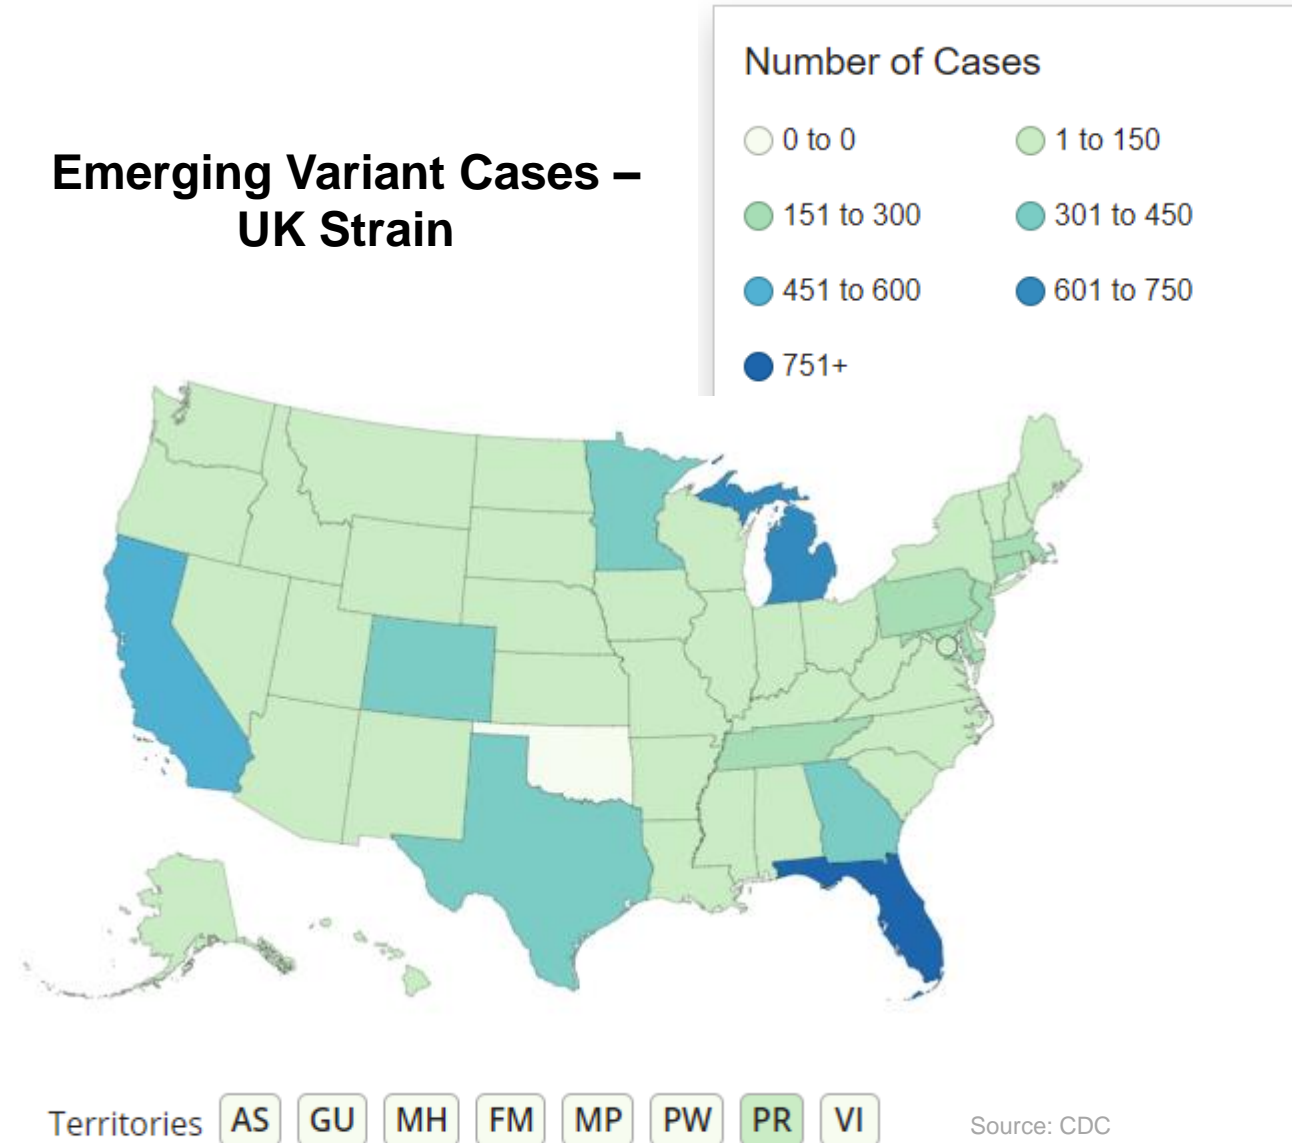 Number of Cases
0 to 0
1 to 150
Emerging Variant Cases –
UK Strain
151 to 300
301 to 450
451 to 600
601 to 750
751+
Territories AS GU MH FM MP PW PR VI
Source: CDC